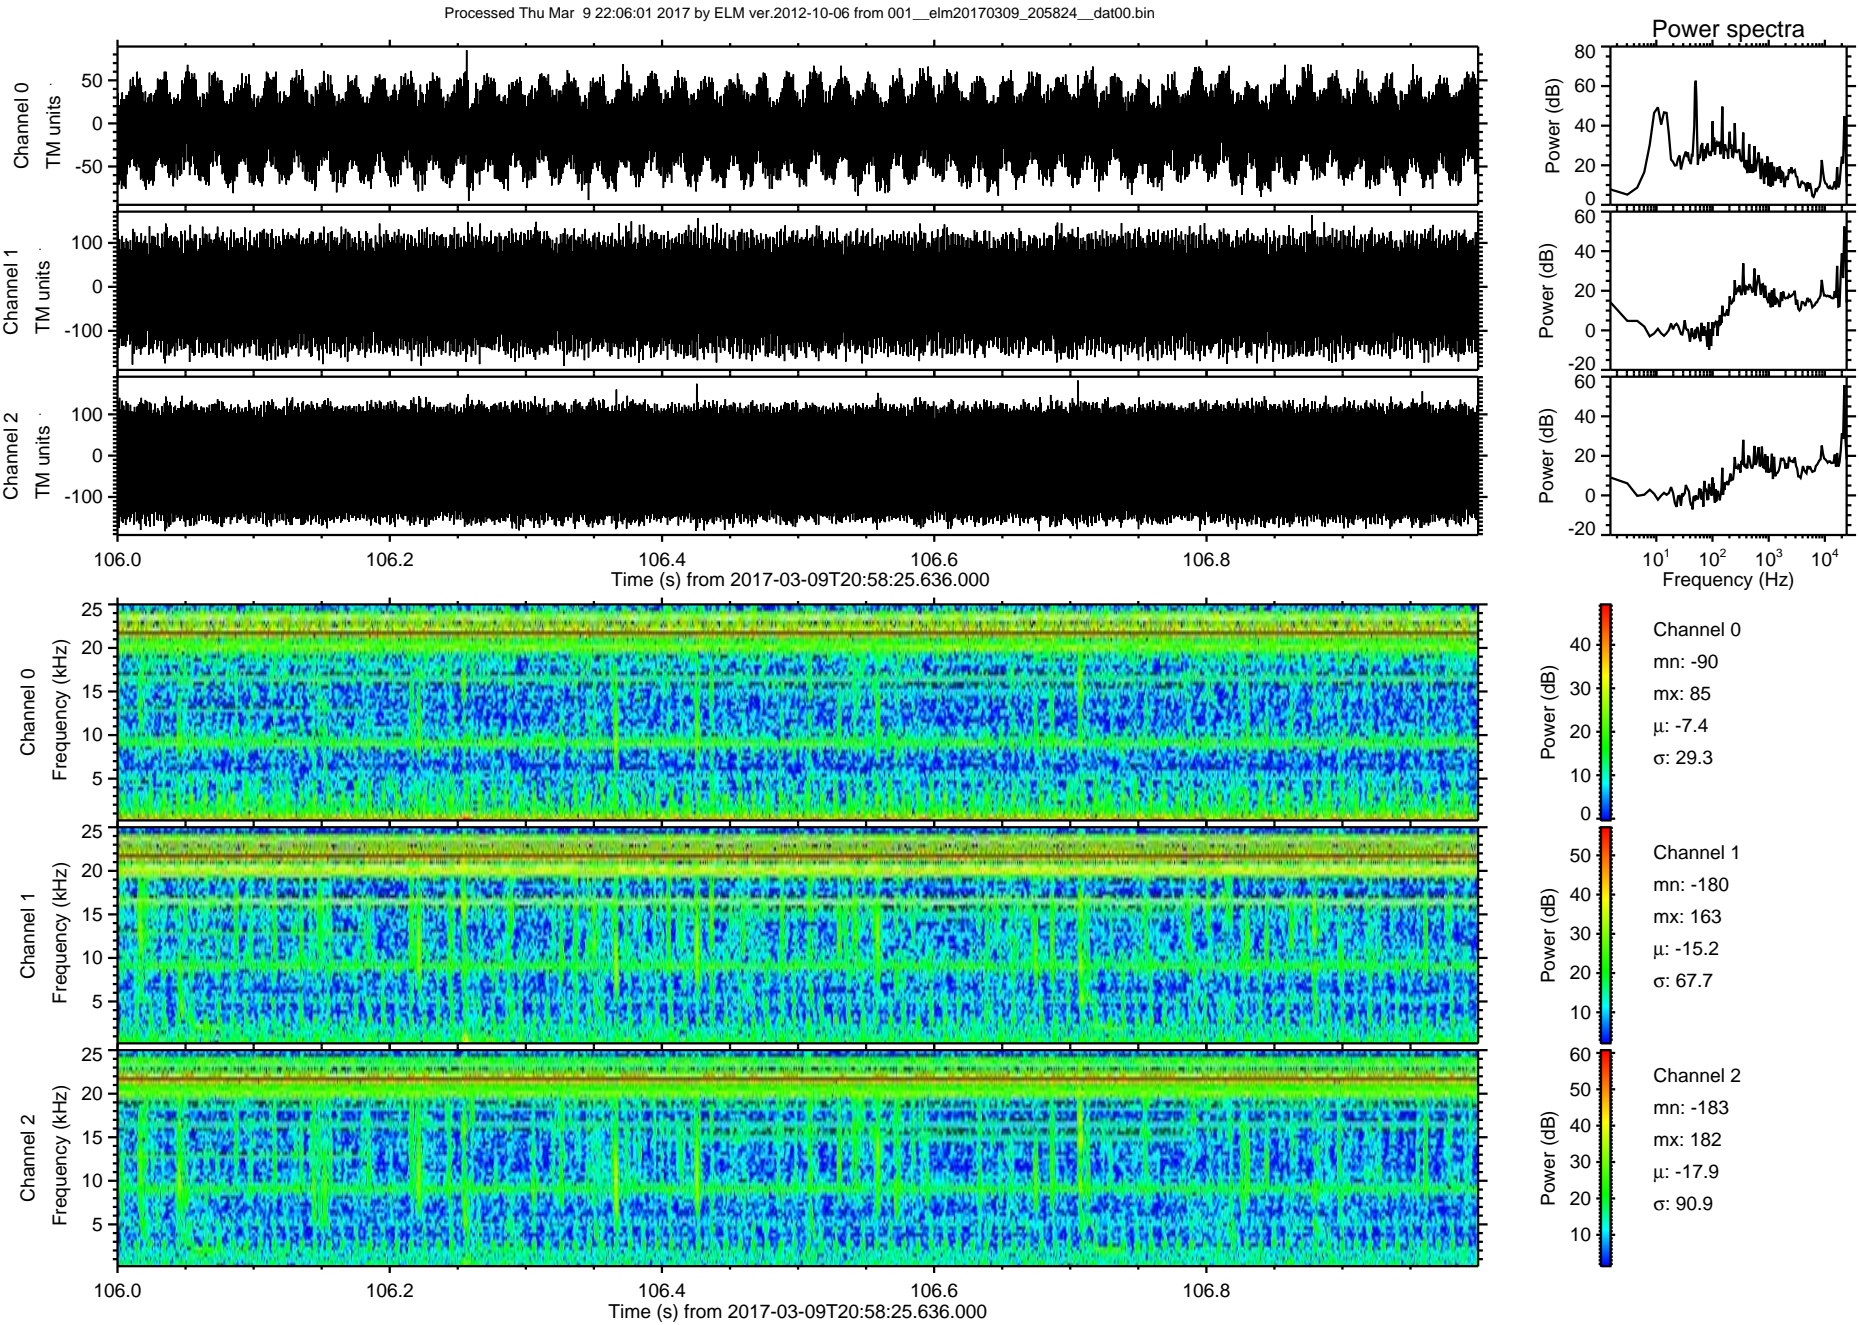 Processed Thu Mar  9 22:06:01 2017 by ELM ver.2012-10-06 from 001__elm20170309_205824__dat00.bin
Power spectra
Channel 0
TM units
50
0
-50
Power (dB)
80
60
40
20
0
Channel 1
TM units
100
0
-100
Power (dB)
60
40
20
0
-20
Channel 2
TM units
100
0
-100
Power (dB)
60
40
20
0
-20
106.0 106.2 106.4 106.6 106.8
Time (s) from 2017-03-09T20:58:25.636.000
10¹ 10² 10³ 10⁴
Frequency (Hz)
Channel 0
Frequency (kHz)
25
20
15
10
5
Power (dB)
40
30
20
10
0
Channel 0
mn: -90
mx: 85
μ: -7.4
σ: 29.3
Channel 1
Frequency (kHz)
25
20
15
10
5
Power (dB)
50
40
30
20
10
Channel 1
mn: -180
mx: 163
μ: -15.2
σ: 67.7
Channel 2
Frequency (kHz)
25
20
15
10
5
Power (dB)
60
50
40
30
20
10
Channel 2
mn: -183
mx: 182
μ: -17.9
σ: 90.9
106.0 106.2 106.4 106.6 106.8
Time (s) from 2017-03-09T20:58:25.636.000